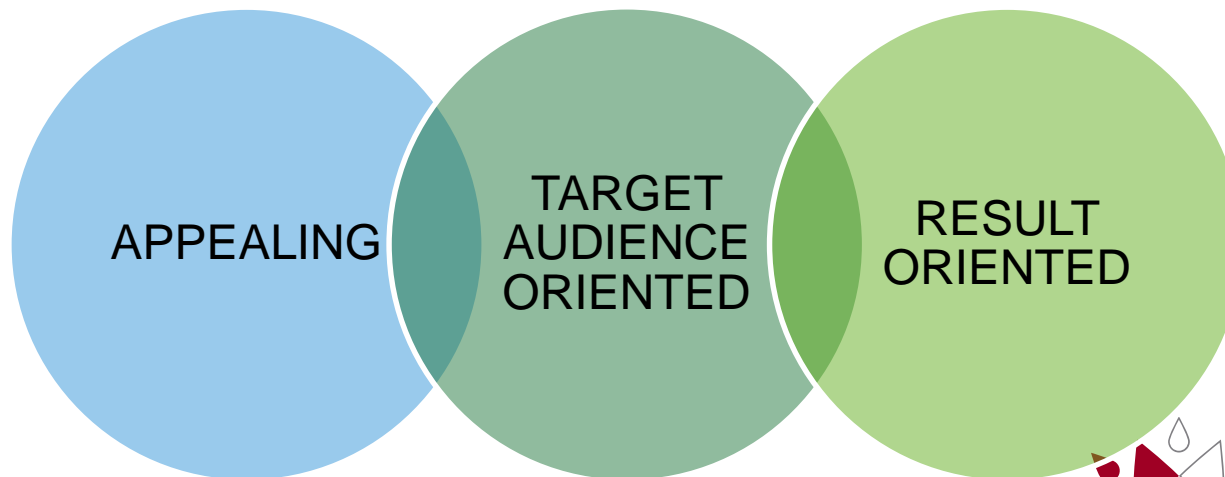 APPEALING
TARGET
AUDIENCE
ORIENTED
RESULT
ORIENTED